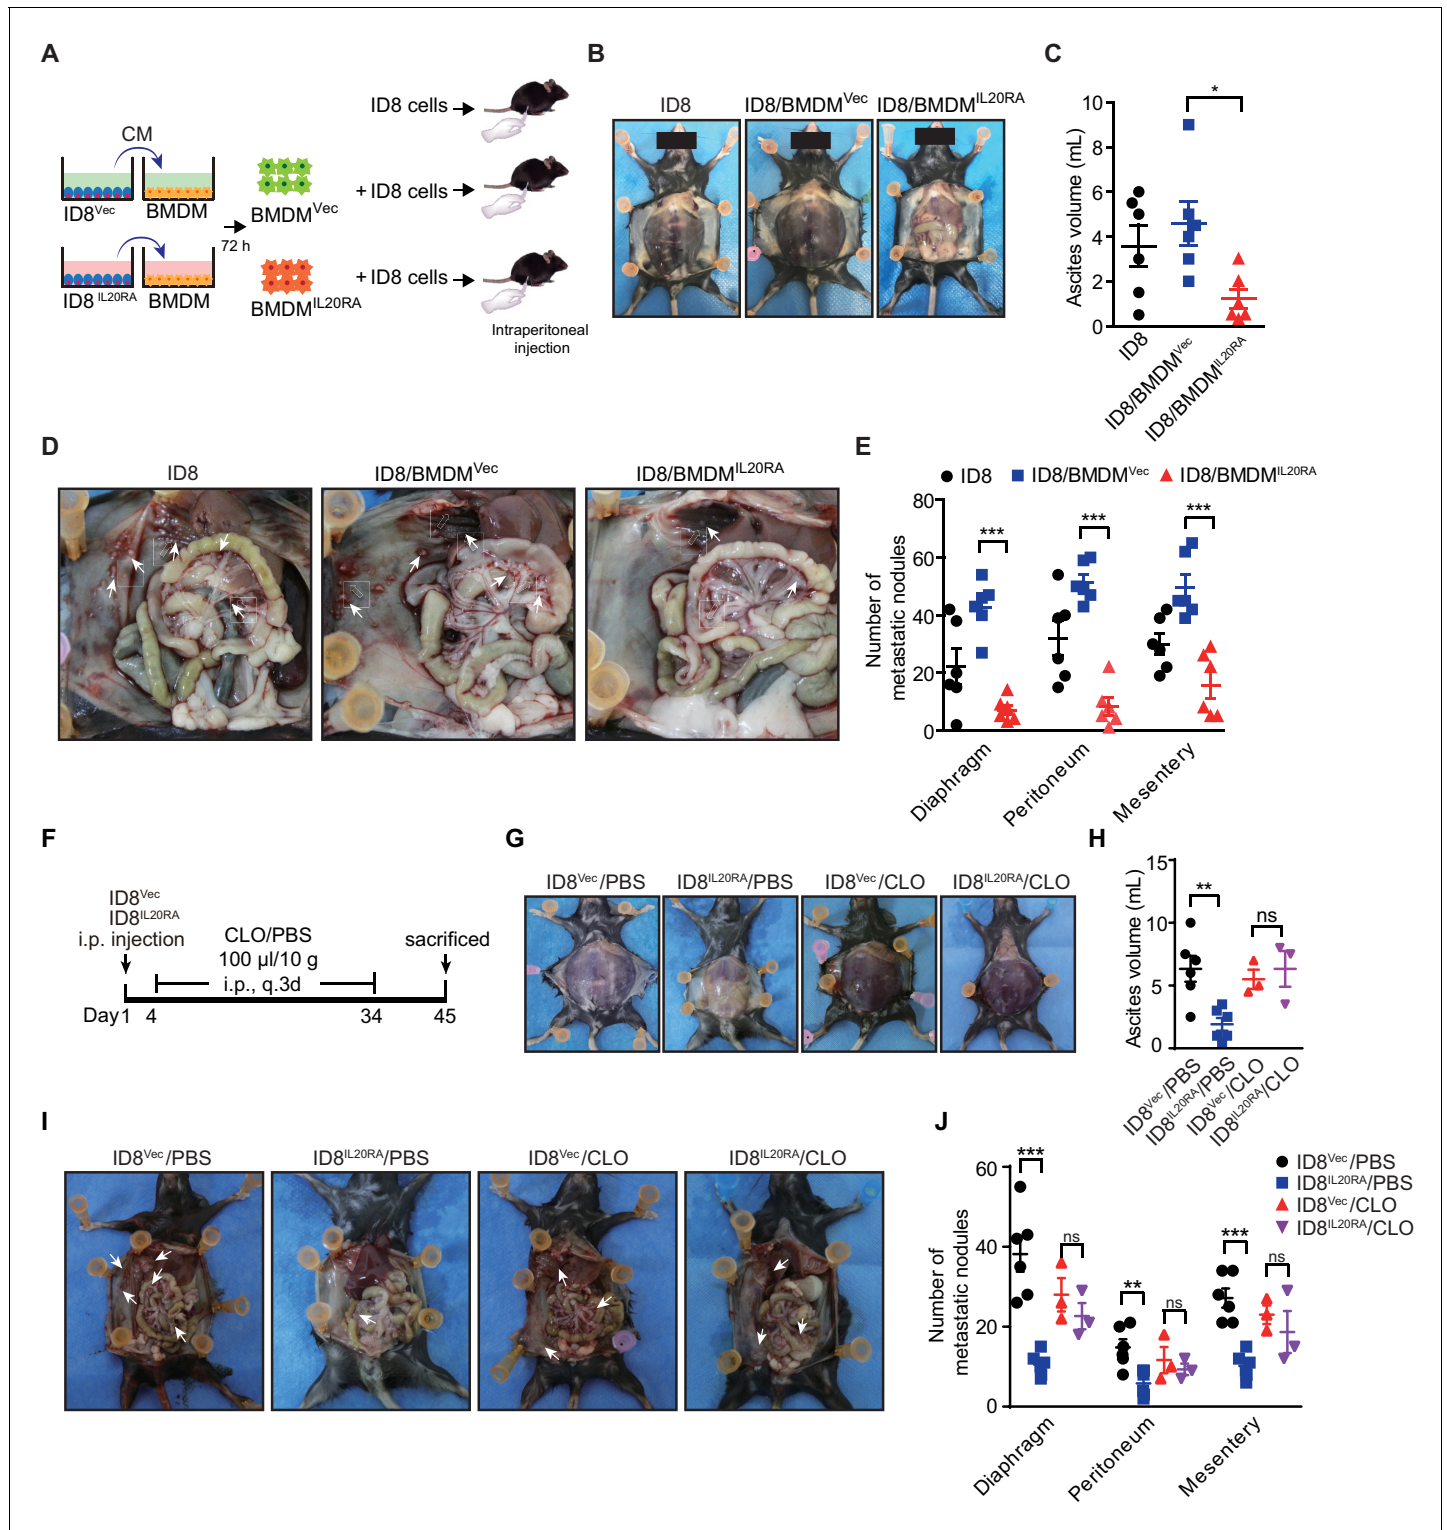 A
CM
ID8Vec
BMDM
ID8 IL20RA
BMDM
72 h
BMDMVec
BMDMIL20RA
ID8 cells
+ ID8 cells
+ ID8 cells
Intraperitoneal
injection
B
ID8
ID8/BMDMVec
ID8/BMDMIL20RA
C
*
Ascites volume (mL)
10
8
6
4
2
0
ID8
ID8/BMDMVec
ID8/BMDMIL20RA
D
ID8
ID8/BMDMVec
ID8/BMDMIL20RA
E
ID8
ID8/BMDMVec
ID8/BMDMIL20RA
Number of
metastatic nodules
80
60
40
20
0
***
***
***
Diaphragm
Peritoneum
Mesentery
F
ID8Vec
ID8IL20RA
i.p. injection
CLO/PBS
100 µl/10 g
i.p., q.3d
sacrificed
Day 1
4
34
45
G
ID8Vec/PBS
ID8IL20RA/PBS
ID8Vec/CLO
ID8IL20RA/CLO
H
Ascites volume (mL)
15
10
5
0
**
ns
ID8Vec/PBS
ID8IL20RA/PBS
ID8Vec/CLO
ID8IL20RA/CLO
I
ID8Vec/PBS
ID8IL20RA/PBS
ID8Vec/CLO
ID8IL20RA/CLO
J
Number of
metastatic nodules
60
40
20
0
***
ns
**
ns
***
ns
ID8Vec/PBS
ID8IL20RA/PBS
ID8Vec/CLO
ID8IL20RA/CLO
Diaphragm
Peritoneum
Mesentery